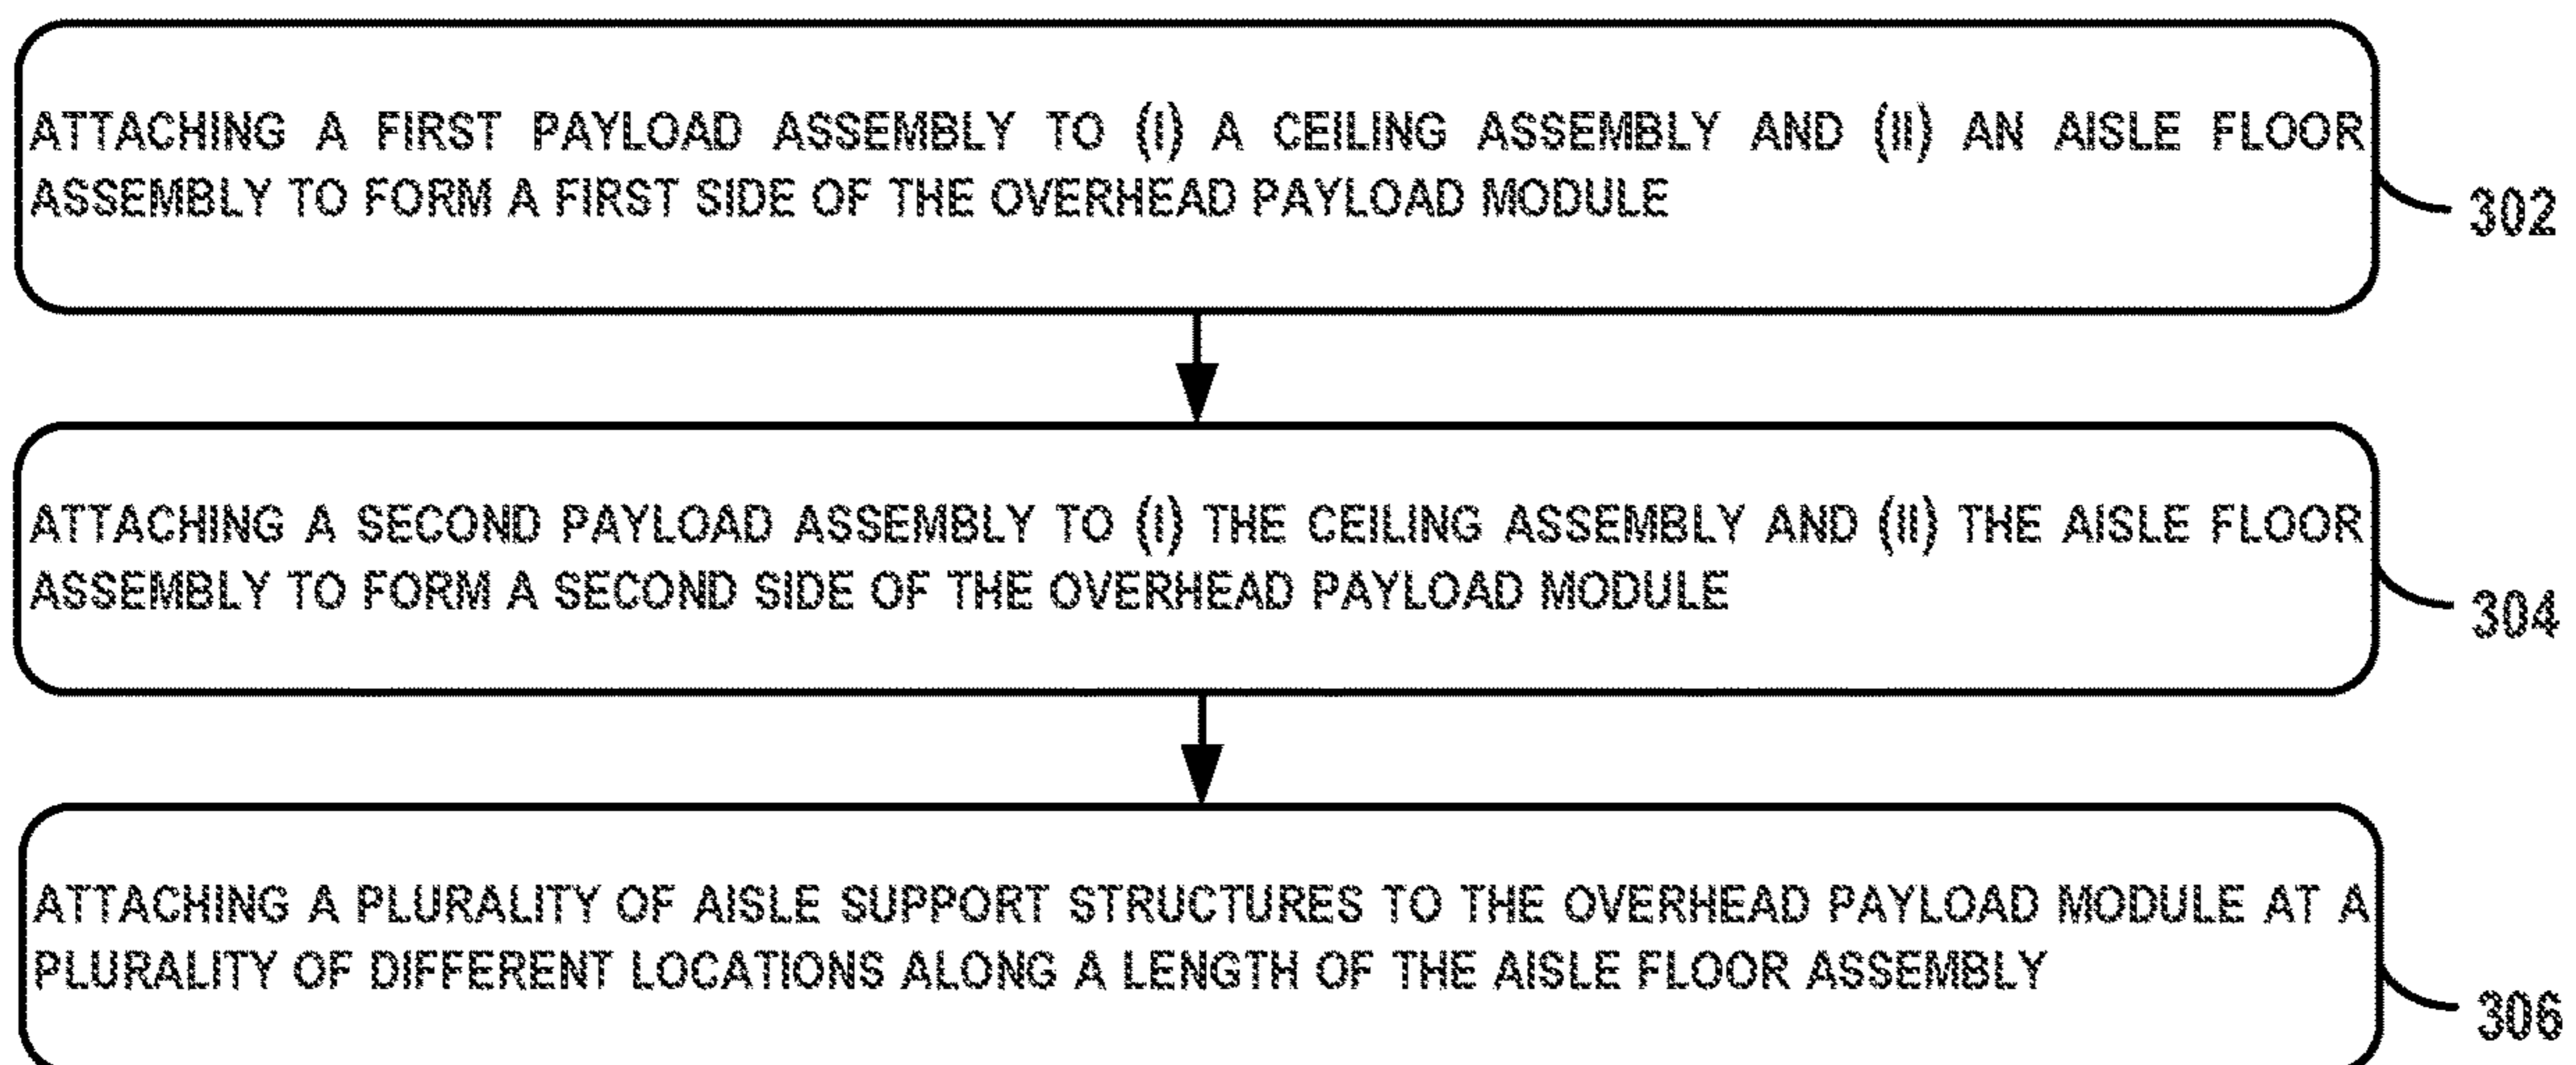 ATTACHING A FIRST PAYLOAD ASSEMBLY TO (I) A CEILING ASSEMBLY AND (II) AN AISLE FLOOR
ASSEMBLY TO FORM A FIRST SIDE OF THE OVERHEAD PAYLOAD MODULE
302
ATTACHING A SECOND PAYLOAD ASSEMBLY TO (I) THE CEILING ASSEMBLY AND (II) THE AISLE FLOOR
ASSEMBLY TO FORM A SECOND SIDE OF THE OVERHEAD PAYLOAD MODULE
304
ATTACHING A PLURALITY OF AISLE SUPPORT STRUCTURES TO THE OVERHEAD PAYLOAD MODULE AT A
PLURALITY OF DIFFERENT LOCATIONS ALONG A LENGTH OF THE AISLE FLOOR ASSEMBLY
306